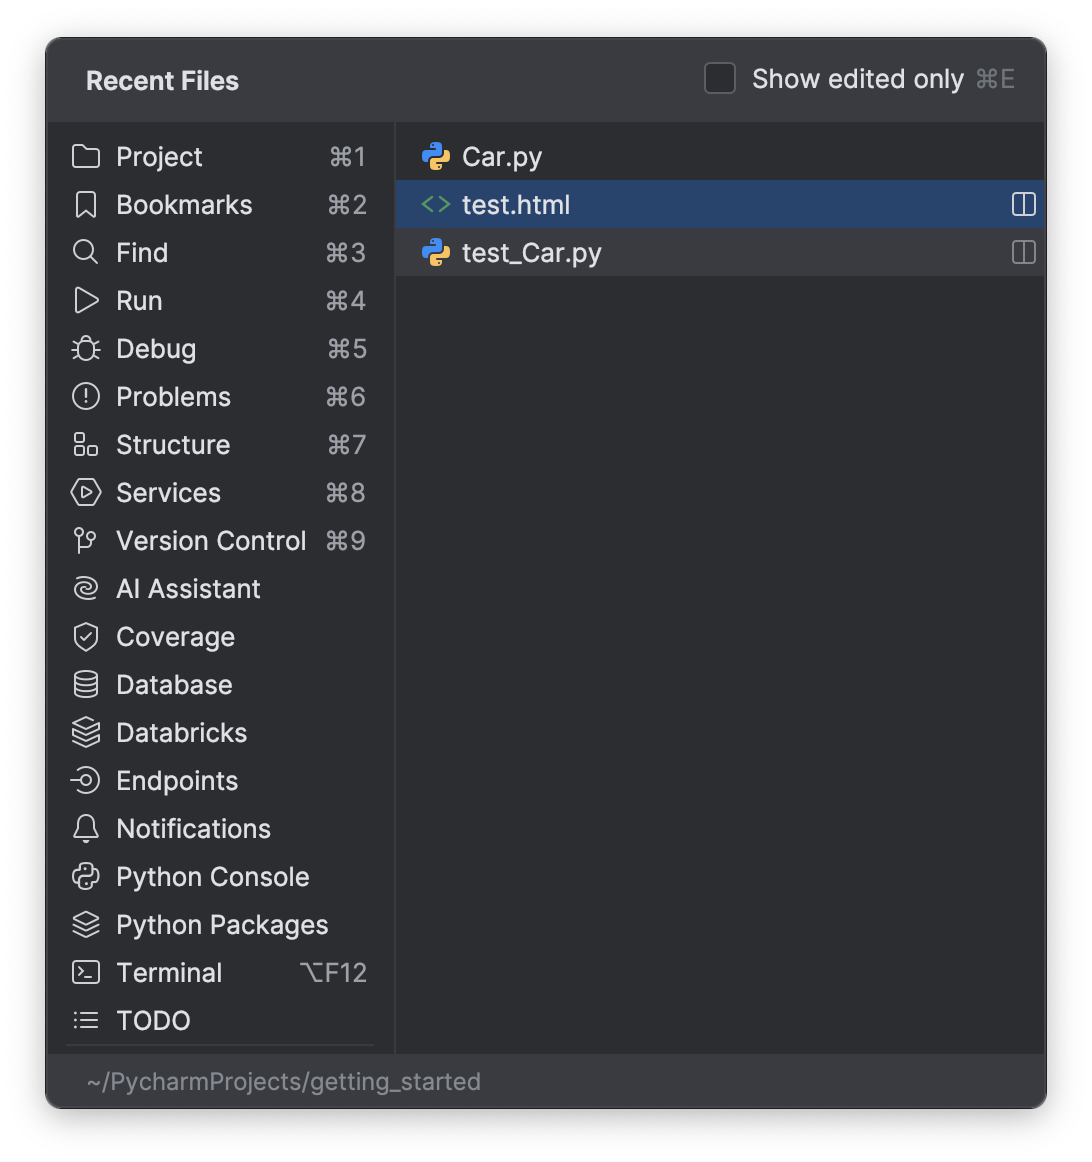 Recent Files
Show edited only ⌘E
Project ⌘1
Bookmarks ⌘2
Find ⌘3
Run ⌘4
Debug ⌘5
Problems ⌘6
Structure ⌘7
Services ⌘8
Version Control ⌘9
AI Assistant
Coverage
Database
Databricks
Endpoints
Notifications
Python Console
Python Packages
Terminal ⌥F12
TODO
Car.py
test.html
test_Car.py
~/PycharmProjects/getting_started